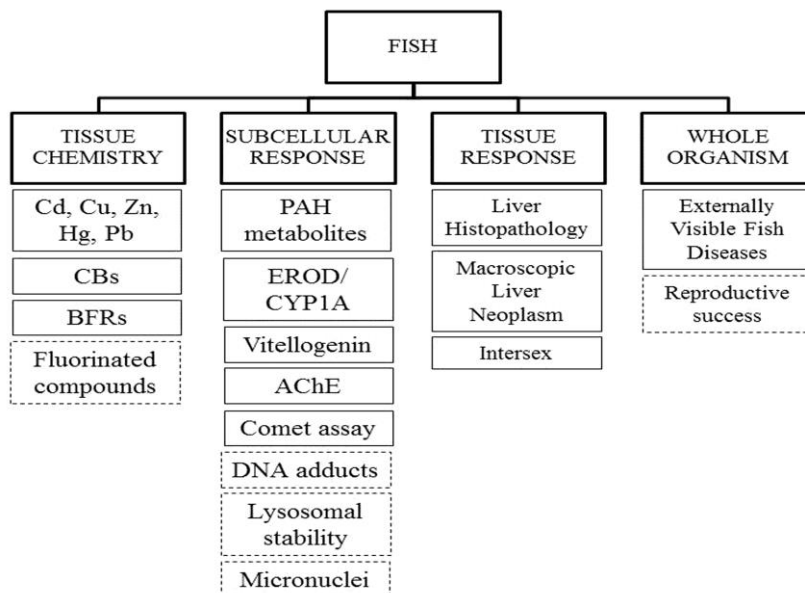 FISH
TISSUE
CHEMISTRY
Cd, Cu, Zn,
Hg, Pb
CBs
BFRs
Fluorinated
compounds
SUBCELLULAR
RESPONSE
PAH
metabolites
EROD/
CYP1A
Vitellogenin
AChE
Comet assay
DNA adducts
Lysosomal
stability
Micronuclei
TISSUE
RESPONSE
Liver
Histopathology
Macroscopic
Liver
Neoplasm
Intersex
WHOLE
ORGANISM
Externally
Visible Fish
Diseases
Reproductive
success